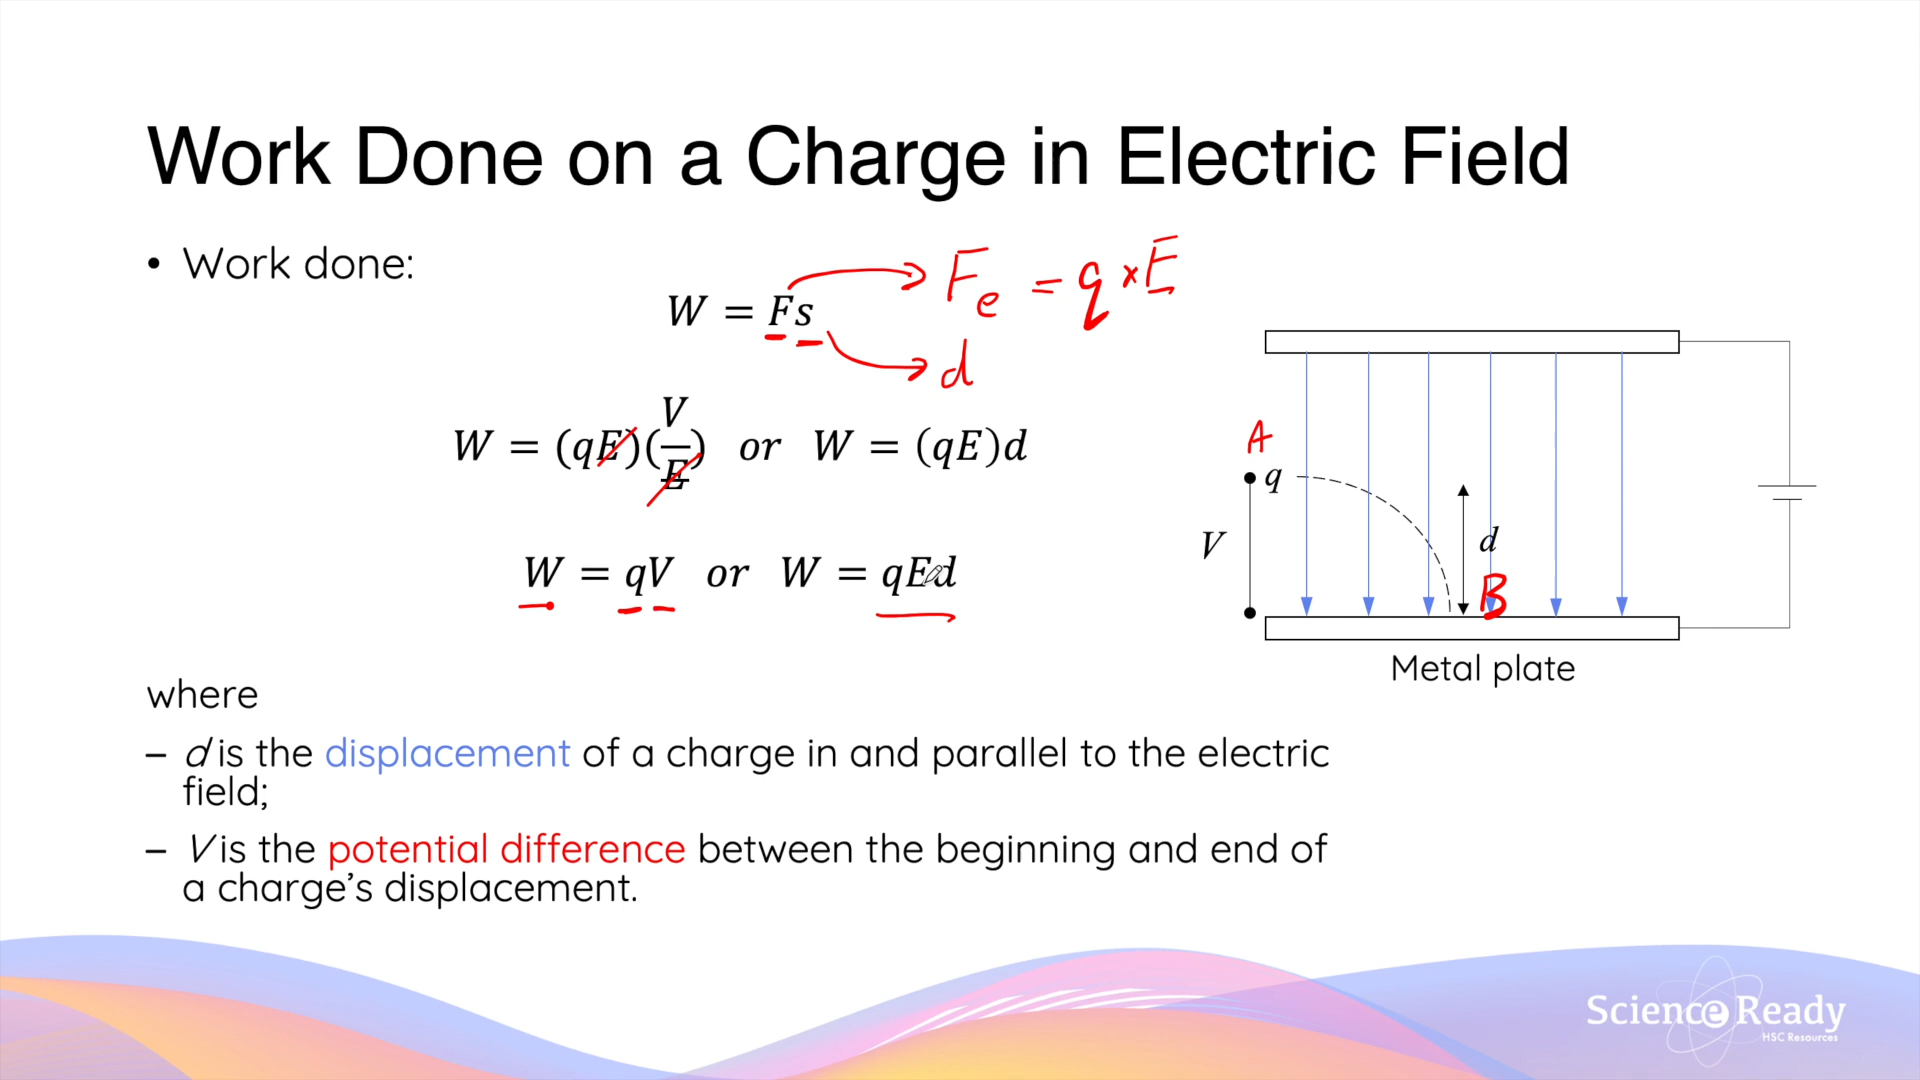 Work Done on a Charge in Electric Field
• Work done:
W = Fs
F_e = q × E
d
W = (qE)(V/E) or W = (qE)d
W = qV or W = qEd
A
q
V
d
B
Metal plate
where
– d is the displacement of a charge in and parallel to the electric
field;
– V is the potential difference between the beginning and end of
a charge's displacement.
Science Ready
HSC Resources